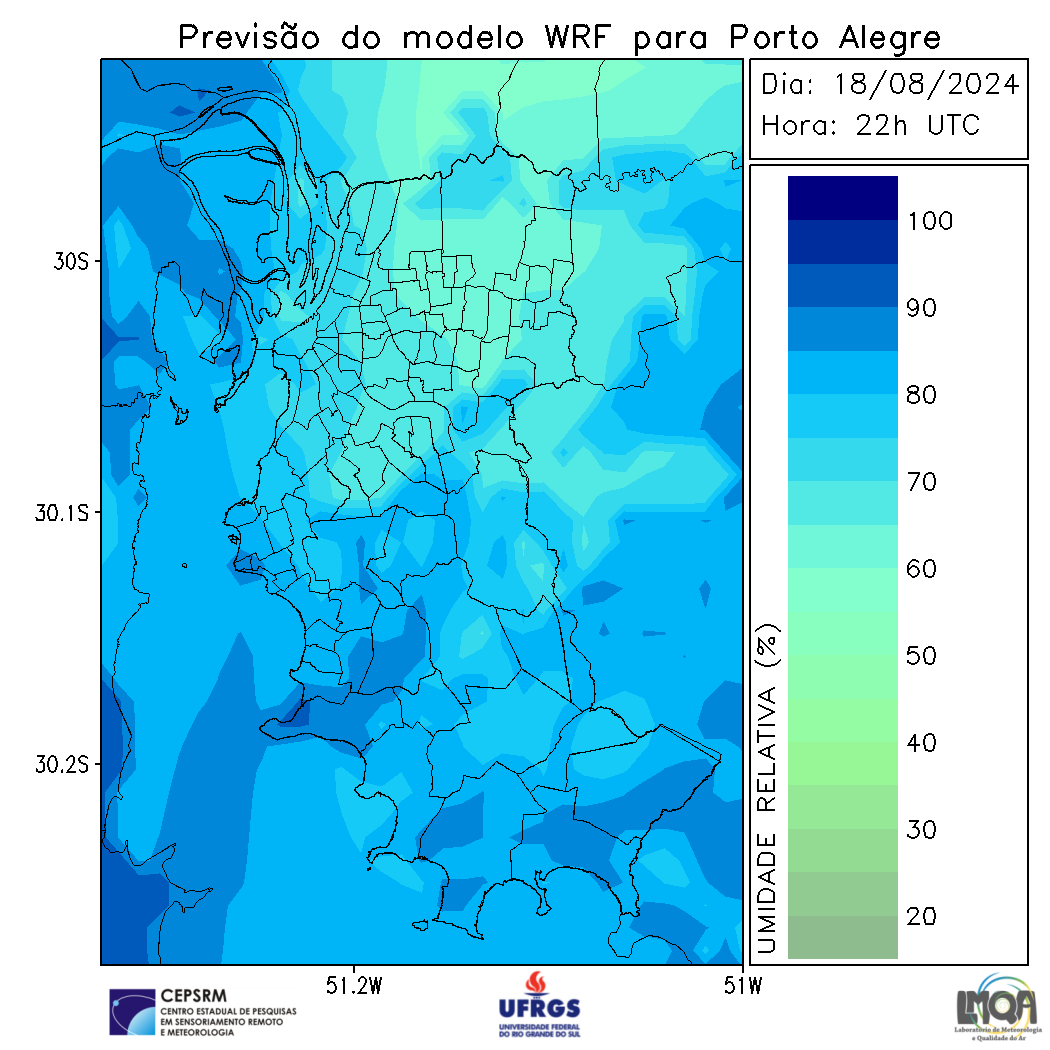 Previsão do modelo WRF para Porto Alegre
Dia: 18/08/2024
Hora: 22h UTC
100
90
80
70
60
50
40
30
20
UMIDADE RELATIVA (%)
30S
30.1S
30.2S
51.2W
51W
CEPSRM
CENTRO ESTADUAL DE PESQUISAS
EM SENSORIAMENTO REMOTO
E METEOROLOGIA
UFRGS
UNIVERSIDADE FEDERAL
DO RIO GRANDE DO SUL
LMQA
Laboratório de Meteorologia
e Qualidade do Ar